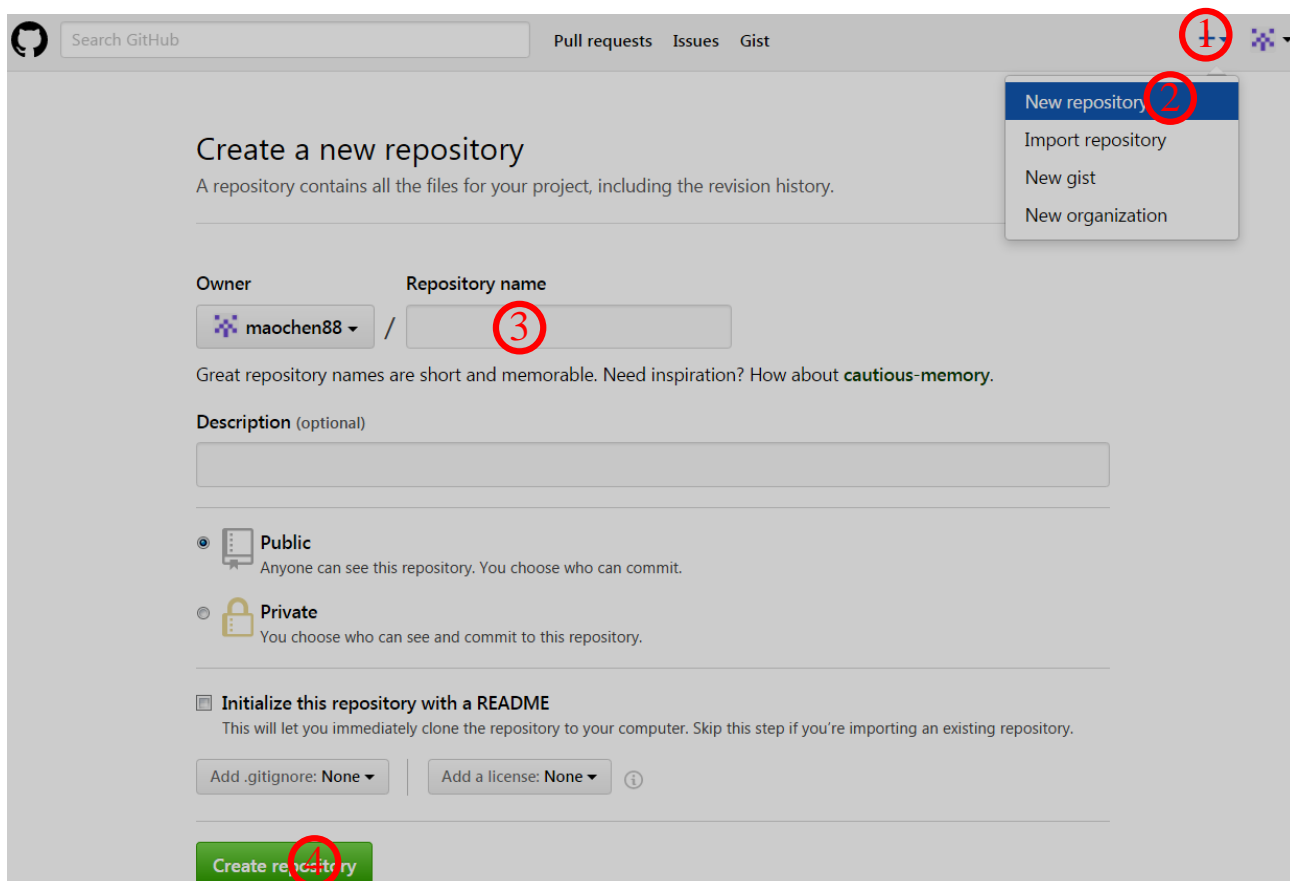 Search GitHub
Pull requests Issues Gist
1
New repository 2
Import repository
New gist
New organization
Create a new repository
A repository contains all the files for your project, including the revision history.
Owner Repository name
maochen88 / 3
Great repository names are short and memorable. Need inspiration? How about cautious-memory.
Description (optional)
Public
Anyone can see this repository. You choose who can commit.
Private
You choose who can see and commit to this repository.
Initialize this repository with a README
This will let you immediately clone the repository to your computer. Skip this step if you're importing an existing repository.
Add .gitignore: None Add a license: None
Create repository 4